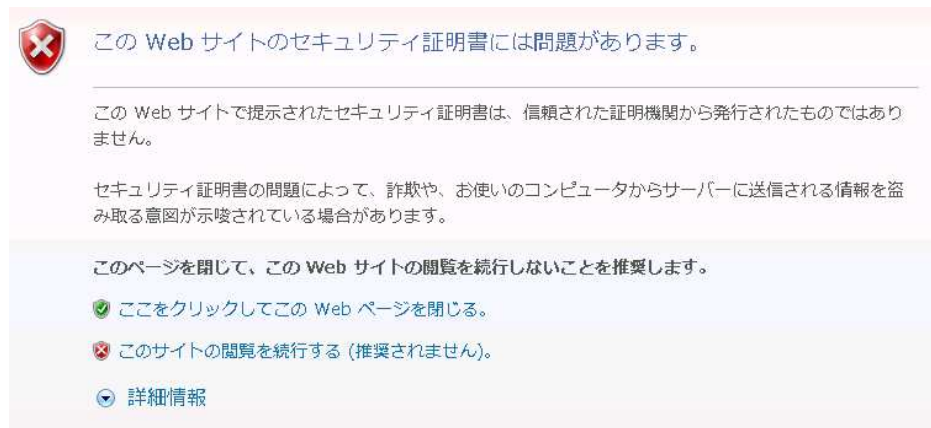 この Web サイトのセキュリティ証明書には問題があります。
この Web サイトで提示されたセキュリティ証明書は、信頼された証明機関から発行されたものではあり
ません。
セキュリティ証明書の問題によって、詐欺や、お使いのコンピュータからサーバーに送信される情報を盗
み取る意図が示唆されている場合があります。
このページを閉じて、この Web サイトの閲覧を続行しないことを推奨します。
ここをクリックしてこの Web ページを閉じる。
このサイトの閲覧を続行する (推奨されません)。
詳細情報